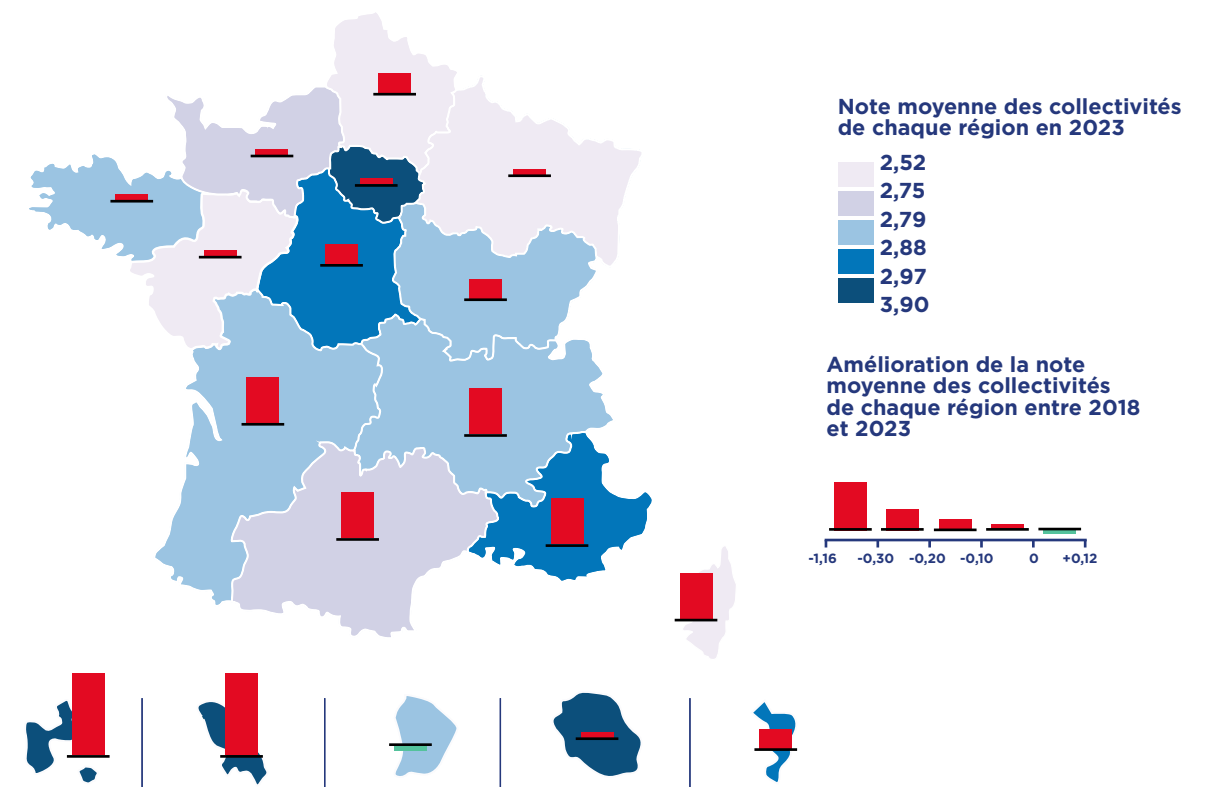 Note moyenne des collectivités
de chaque région en 2023
2,52
2,75
2,79
2,88
2,97
3,90
Amélioration de la note
moyenne des collectivités
de chaque région entre 2018
et 2023
-1,16 -0,30 -0,20 -0,10 0 +0,12